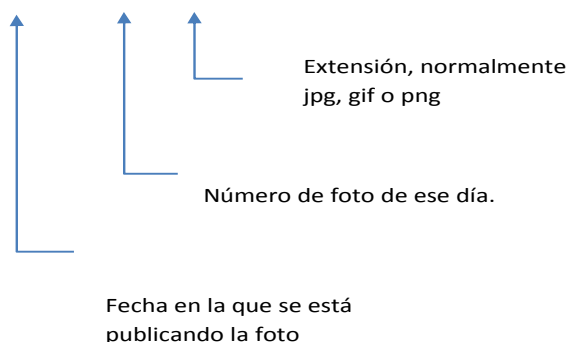 Extensión, normalmente
jpg, gif o png
Número de foto de ese día.
Fecha en la que se está
publicando la foto